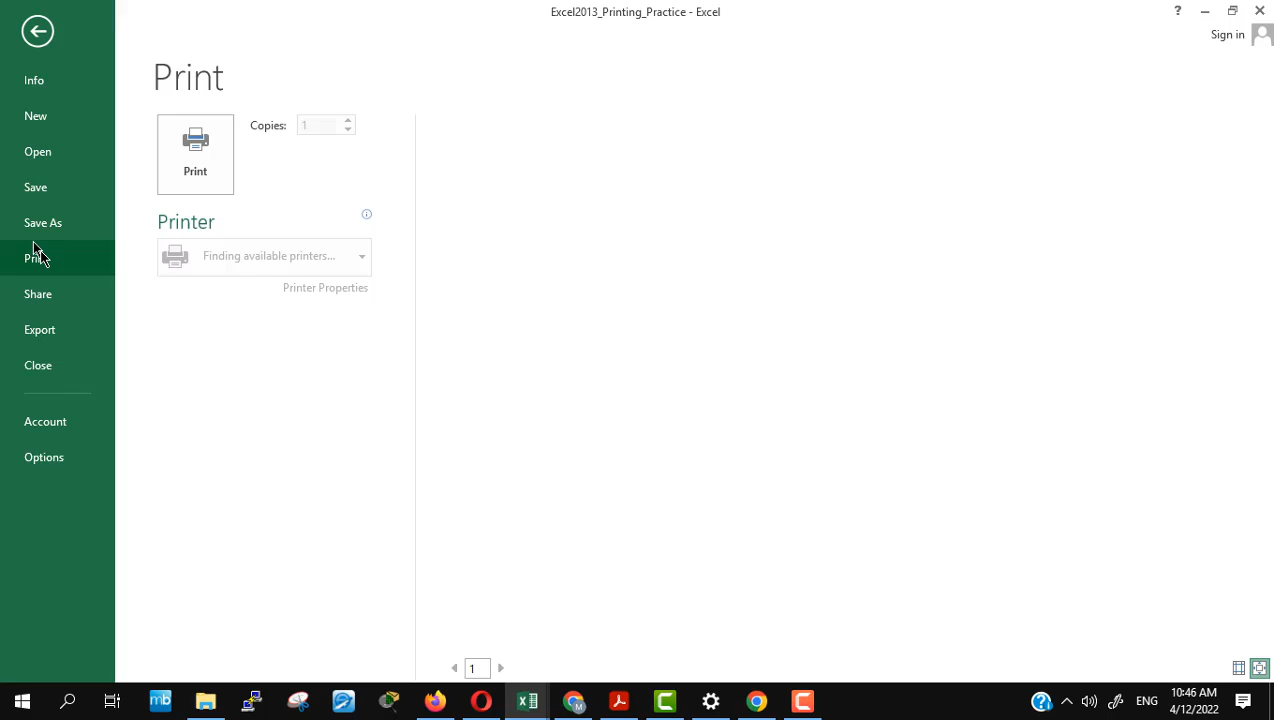 Excel2013_Printing_Practice - Excel
?
Sign in
Info
New
Open
Save
Save As
Share
Export
Close
Account
Options
Print
Print
Copies: 1
Printer
Finding available printers...
Printer Properties
1
mb
M
ENG
10:46 AM
4/12/2022